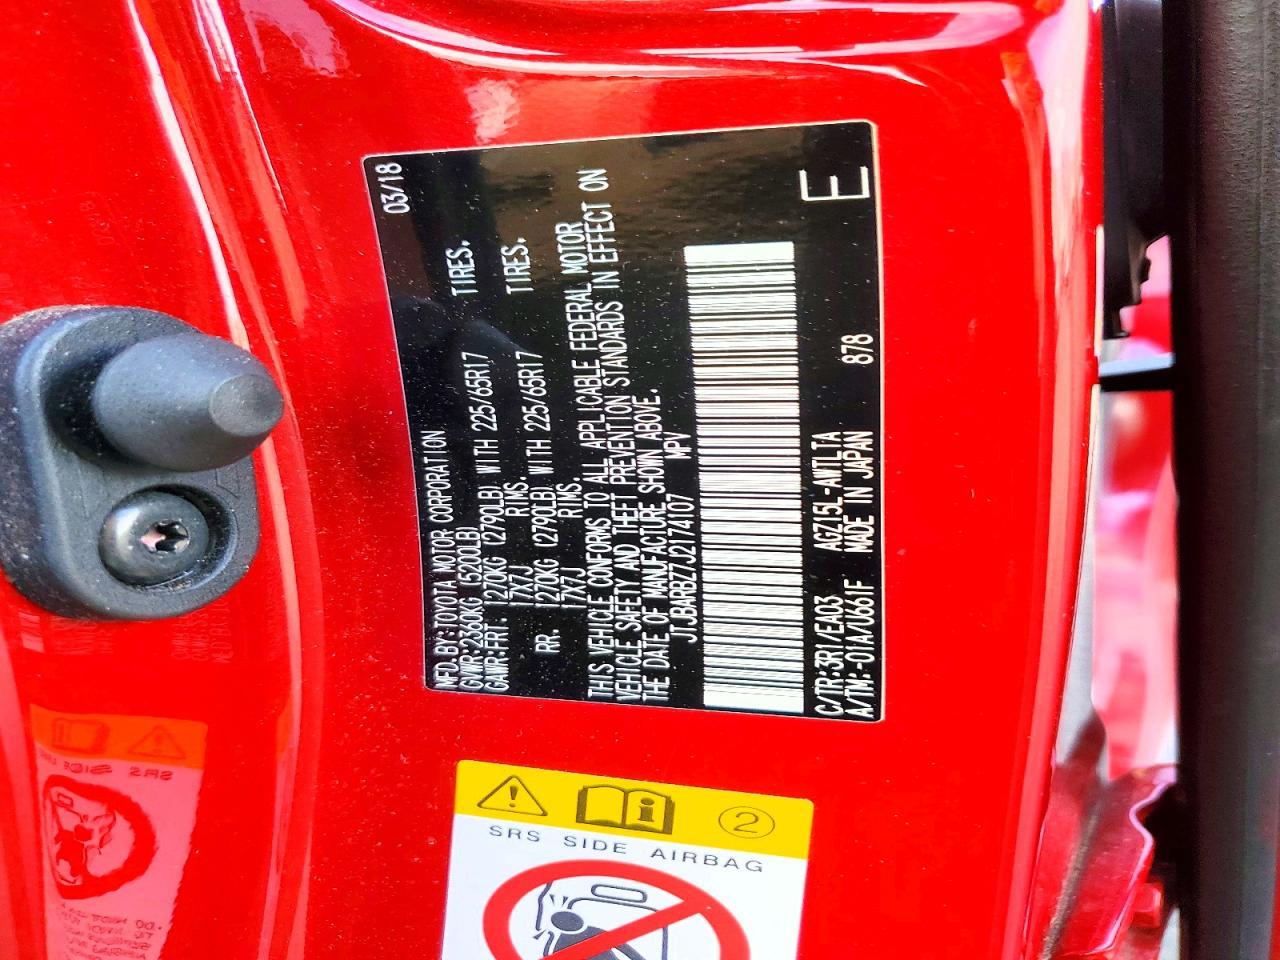 MFD.BY:TOYOTA MOTOR CORPORATION 03/18
GVWR:2360KG (5200LB)
GAWR:FRT. 1270KG (2790LB) WITH 225/65R17 TIRES.
17X7J RIMS.
RR. 1270KG (2790LB) WITH 225/65R17 TIRES.
17X7J RIMS.
THIS VEHICLE CONFORMS TO ALL APPLICABLE FEDERAL MOTOR
VEHICLE SAFETY AND THEFT PREVENTION STANDARDS IN EFFECT ON
THE DATE OF MANUFACTURE SHOWN ABOVE.
JTJBARBZ7J2174107 MPV
C/TR:3R1/EA03 AGZ15L-AWTLTA
A/TM:-01A/U661F MADE IN JAPAN 878
E
2
SRS SIDE AIRBAG